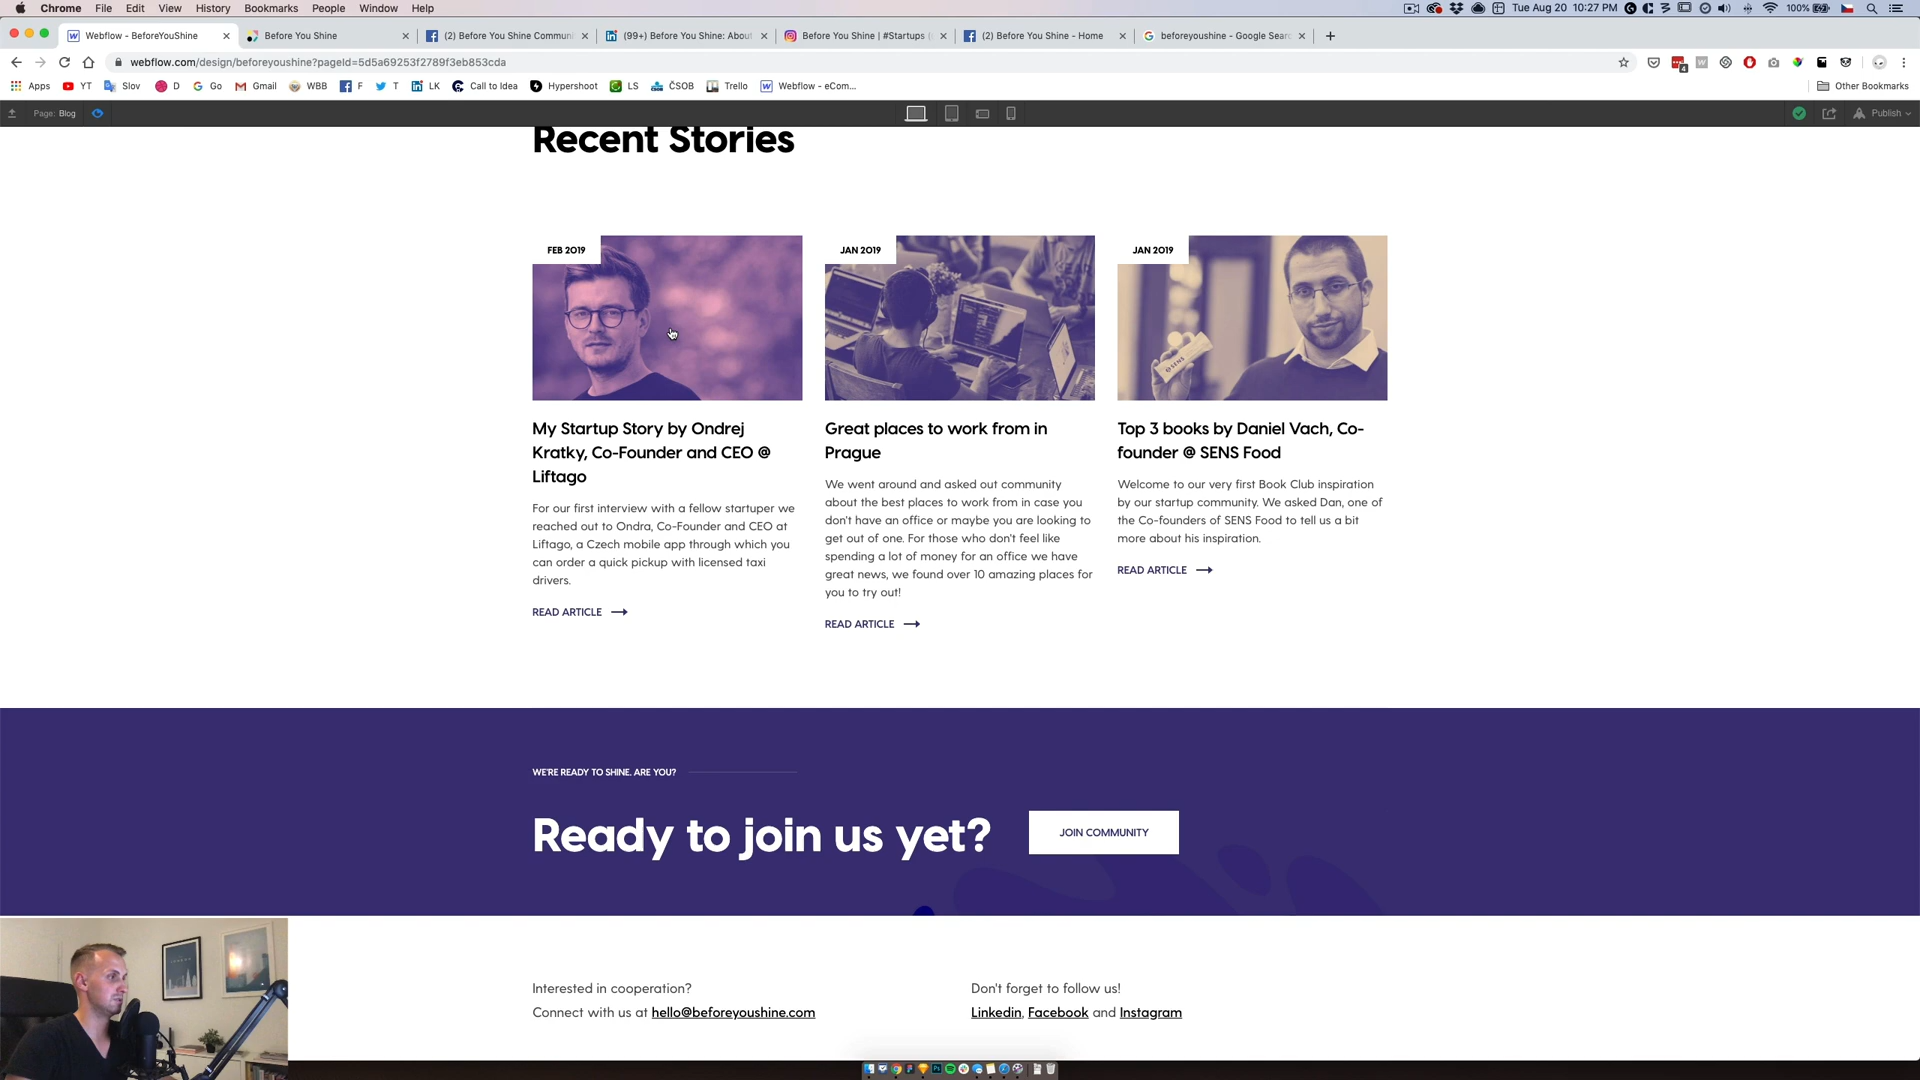 Chrome File Edit View History Bookmarks People Window Help Tue Aug 20 10:27 PM 100%
Webflow - BeforeYouShine Before You Shine (2) Before You Shine Commun (99+) Before You Shine: Abou Before You Shine | #Startups (2) Before You Shine - Home beforeyoushine - Google Sear
webflow.com/design/beforeyoushine?pageId=5d5a69253f2789f3eb853cda
Apps YT Slov D Go Gmail WBB F T LK Call to Idea Hypershoot LS ČSOB Trello Webflow - eCom... Other Bookmarks
Page: Blog Publish
Recent Stories
FEB 2019
JAN 2019
JAN 2019
SENS
My Startup Story by Ondrej
Kratky, Co-Founder and CEO @
Liftago
For our first interview with a fellow startuper we
reached out to Ondra, Co-Founder and CEO at
Liftago, a Czech mobile app through which you
can order a quick pickup with licensed taxi
drivers.
READ ARTICLE
Great places to work from in
Prague
We went around and asked out community
about the best places to work from in case you
don't have an office or maybe you are looking to
get out of one. For those who don't feel like
spending a lot of money for an office we have
great news, we found over 10 amazing places for
you to try out!
READ ARTICLE
Top 3 books by Daniel Vach, Co-
founder @ SENS Food
Welcome to our very first Book Club inspiration
by our startup community. We asked Dan, one of
the Co-founders of SENS Food to tell us a bit
more about his inspiration.
READ ARTICLE
WE'RE READY TO SHINE. ARE YOU?
Ready to join us yet?
JOIN COMMUNITY
Interested in cooperation?
Connect with us at hello@beforeyoushine.com
Don't forget to follow us!
Linkedin, Facebook and Instagram